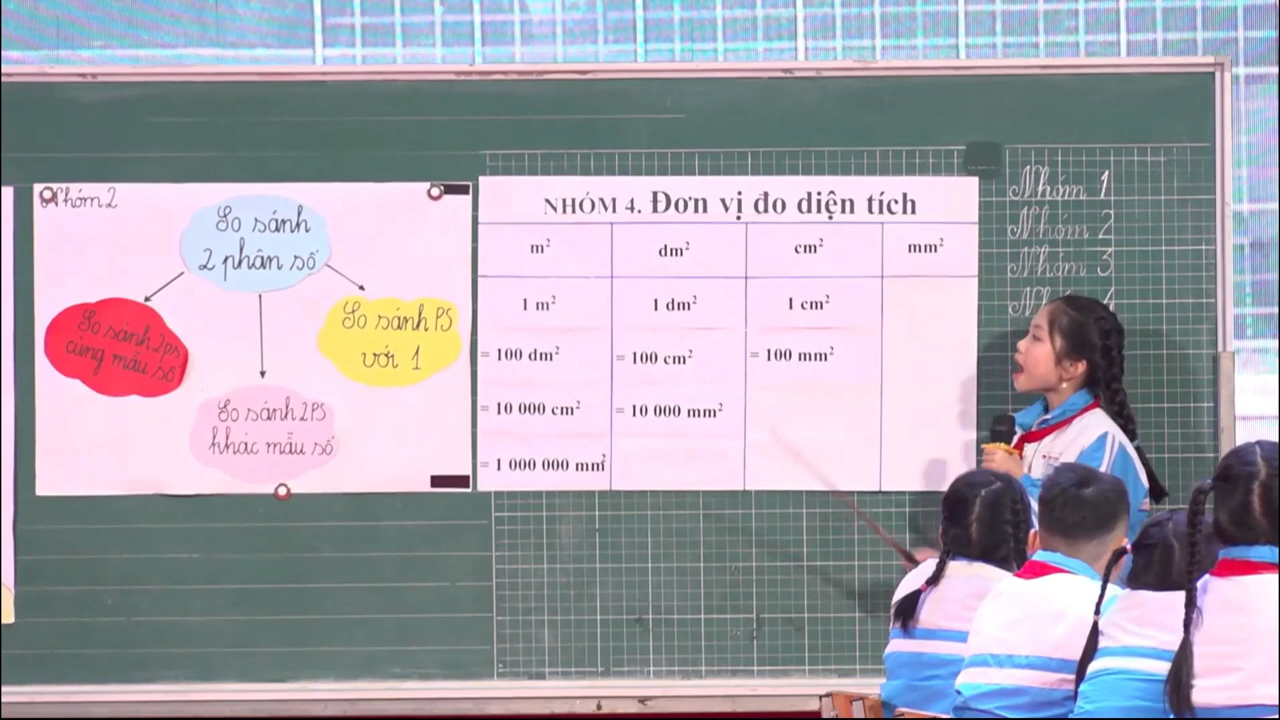 Nhóm 2
So sánh
2 phân số
So sánh 2ps
cùng mẫu số
So sánh 2PS
khác mẫu số
So sánh PS
với 1
NHÓM 4. Đơn vị đo diện tích
m² dm² cm² mm²
1 m² 1 dm² 1 cm²
= 100 dm² = 100 cm² = 100 mm²
= 10 000 cm² = 10 000 mm²
= 1 000 000 mm²
Nhóm 1
Nhóm 2
Nhóm 3